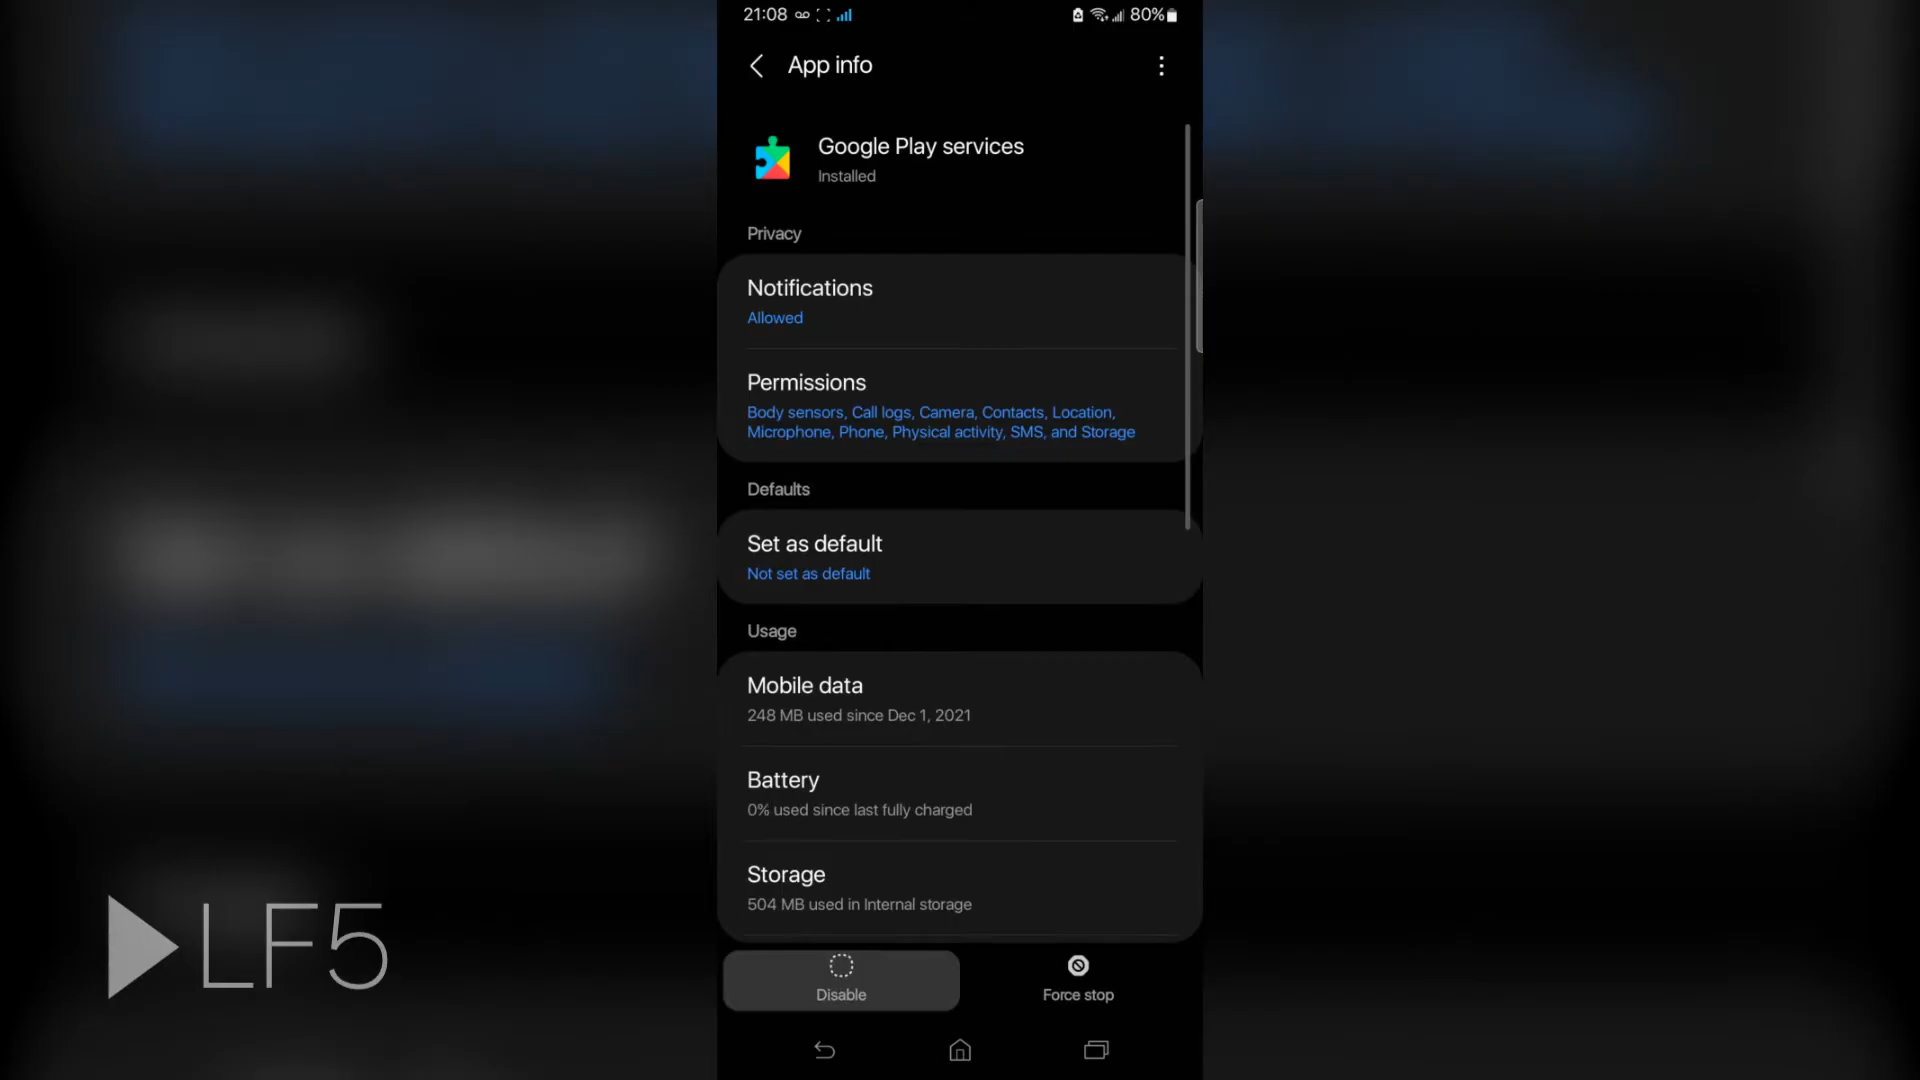 21:08
80%
App info
Google Play services
Installed
Privacy
Notifications
Allowed
Permissions
Body sensors, Call logs, Camera, Contacts, Location,
Microphone, Phone, Physical activity, SMS, and Storage
Defaults
Set as default
Not set as default
Usage
Mobile data
248 MB used since Dec 1, 2021
Battery
0% used since last fully charged
Storage
504 MB used in Internal storage
Disable
Force stop
LF5